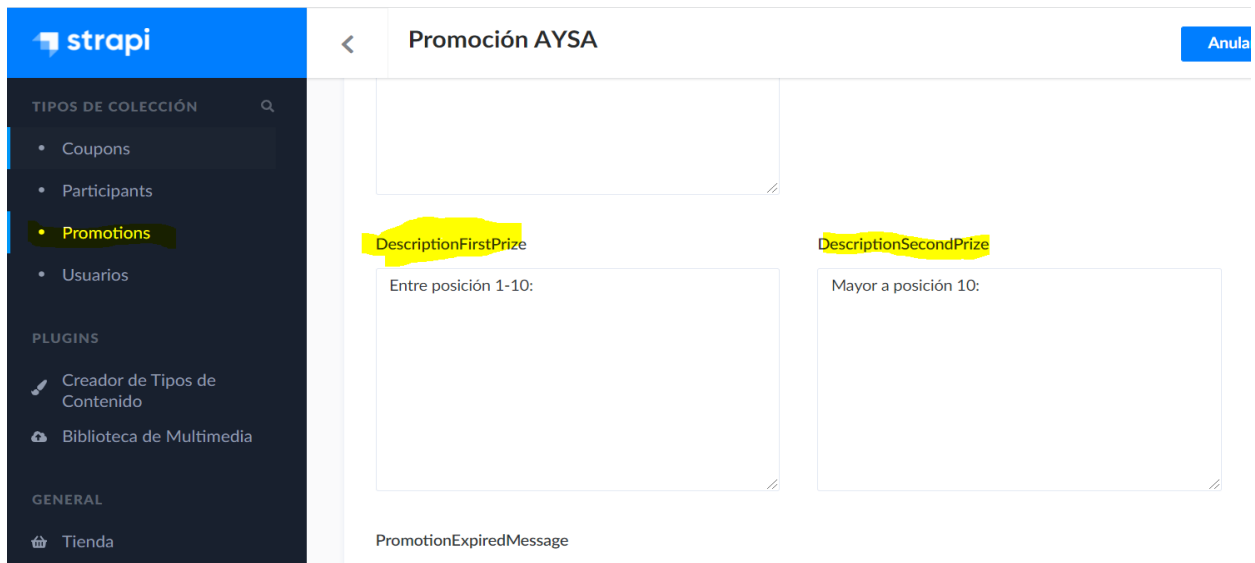 strapi
Promoción AYSA
Anula
TIPOS DE COLECCIÓN
Coupons
Participants
Promotions
Usuarios
PLUGINS
Creador de Tipos de
Contenido
Biblioteca de Multimedia
GENERAL
Tienda
DescriptionFirstPrize
DescriptionSecondPrize
Entre posición 1-10:
Mayor a posición 10:
PromotionExpiredMessage